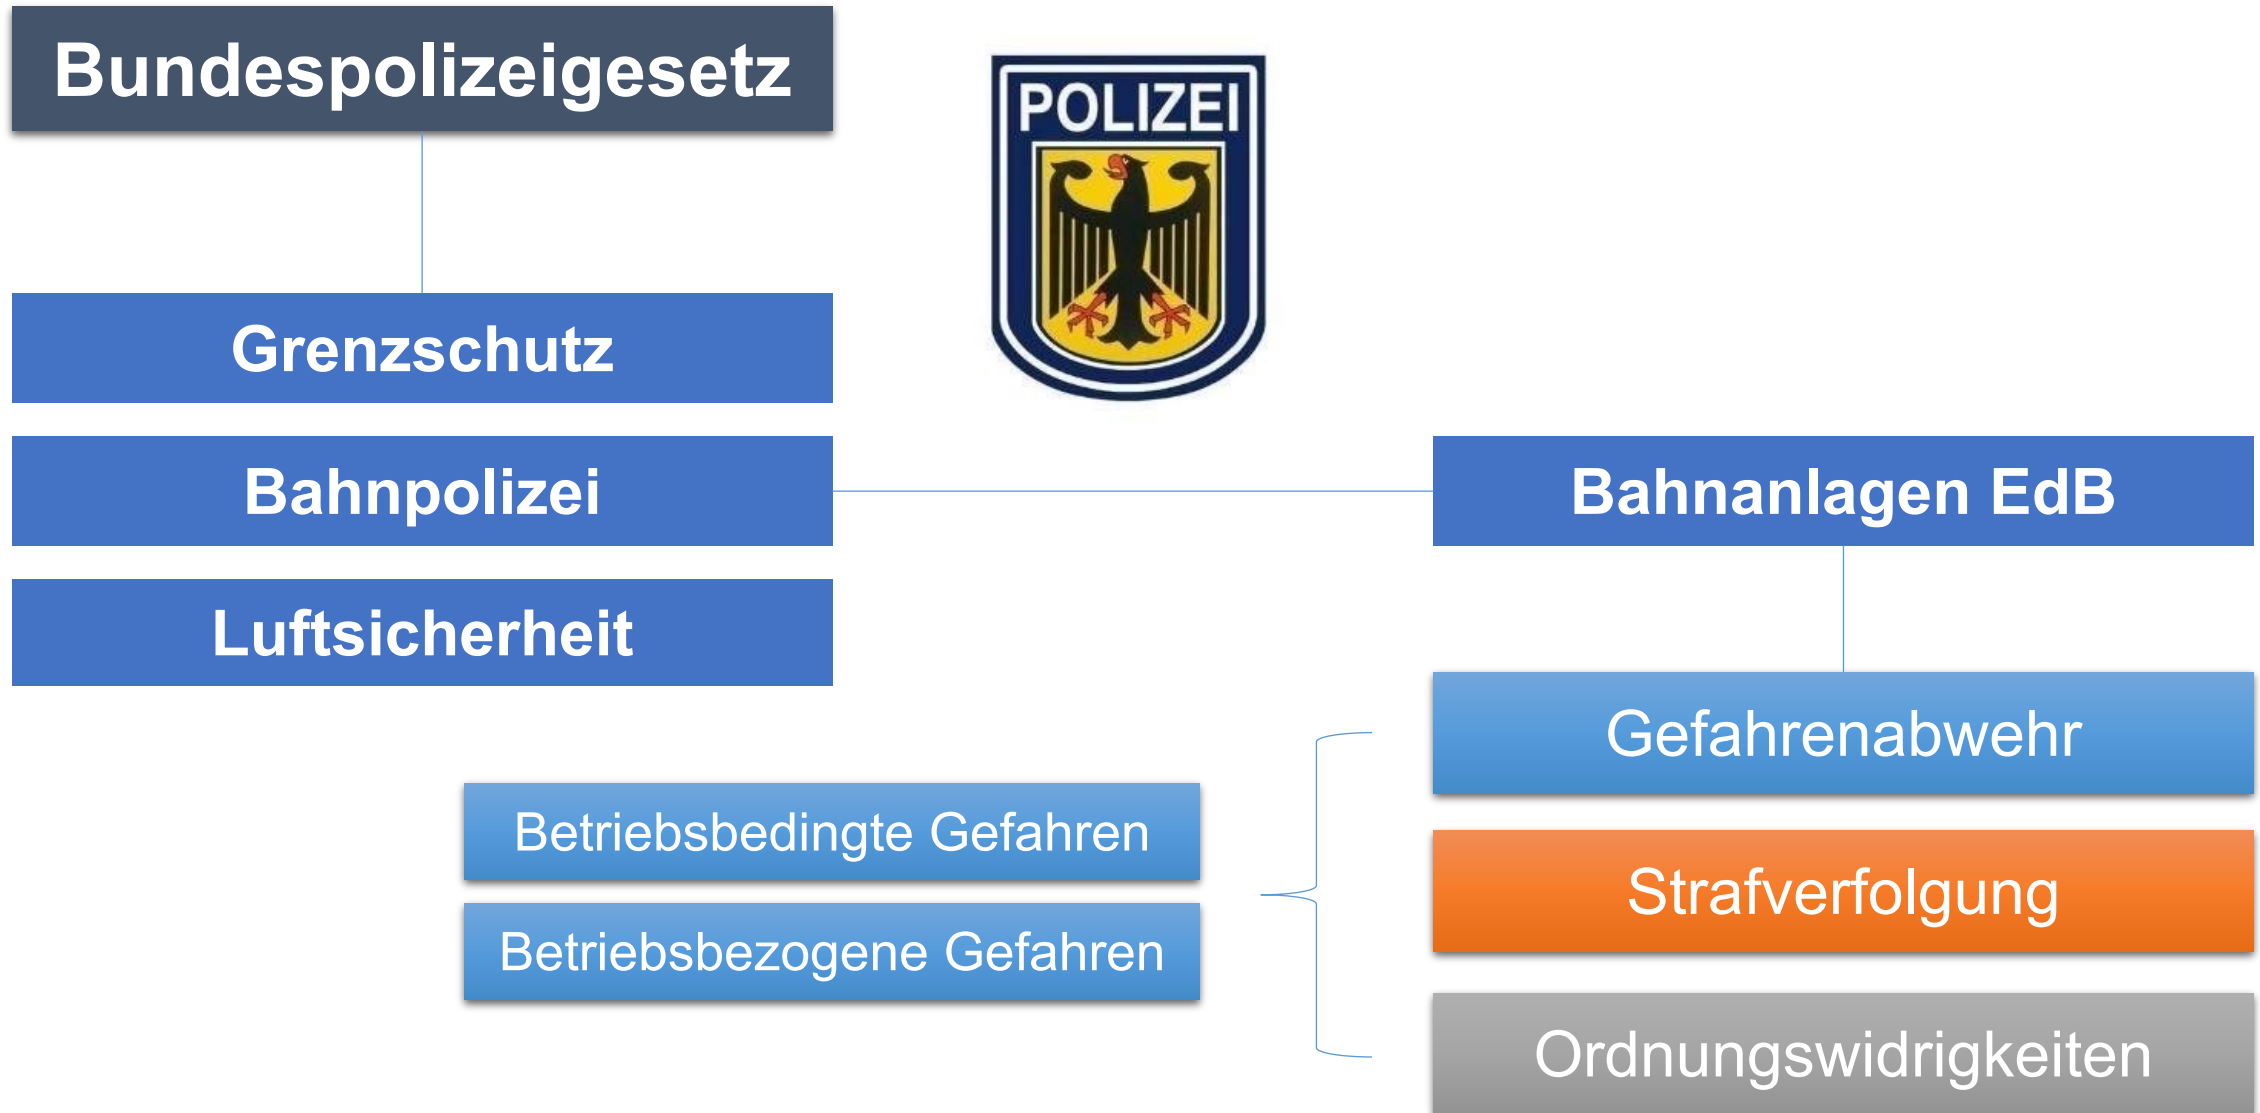 Bundespolizeigesetz
POLIZEI
Grenzschutz
Bahnpolizei
Bahnanlagen EdB
Luftsicherheit
Gefahrenabwehr
Betriebsbedingte Gefahren
Strafverfolgung
Betriebsbezogene Gefahren
Ordnungswidrigkeiten